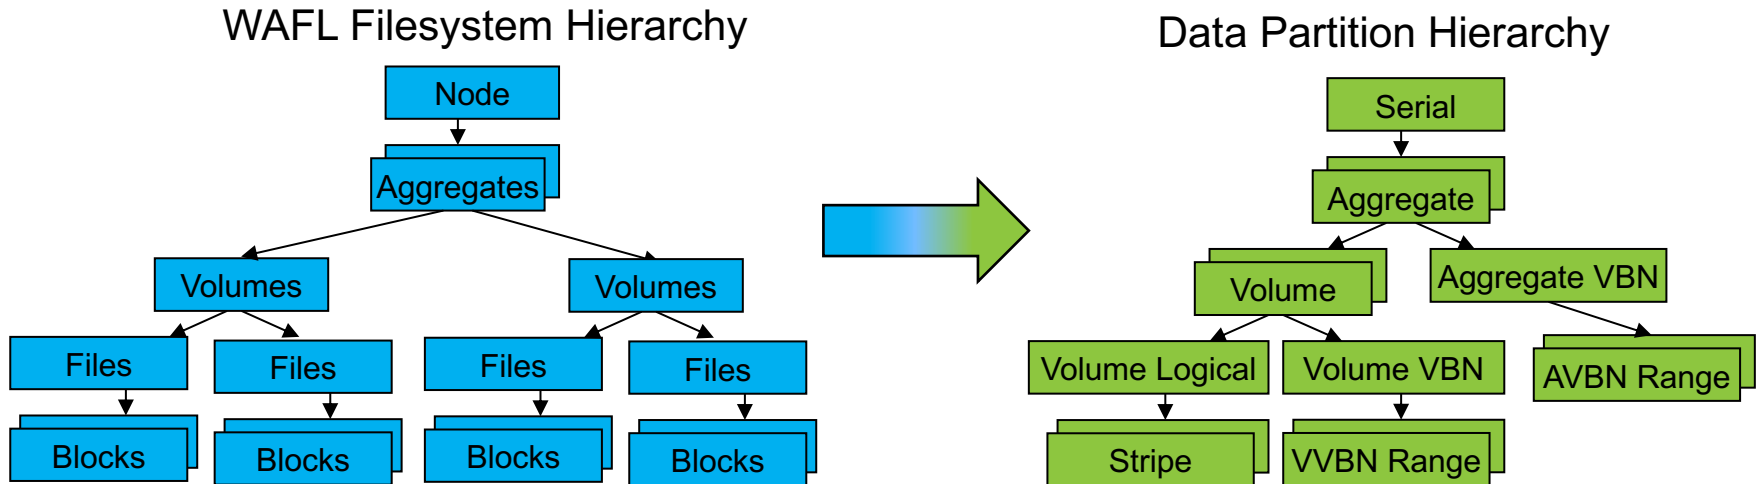 WAFL Filesystem Hierarchy
Node
Aggregates
Volumes
Volumes
Files
Files
Files
Files
Blocks
Blocks
Blocks
Blocks
Data Partition Hierarchy
Serial
Aggregate
Volume
Aggregate VBN
Volume Logical
Volume VBN
AVBN Range
Stripe
VVBN Range